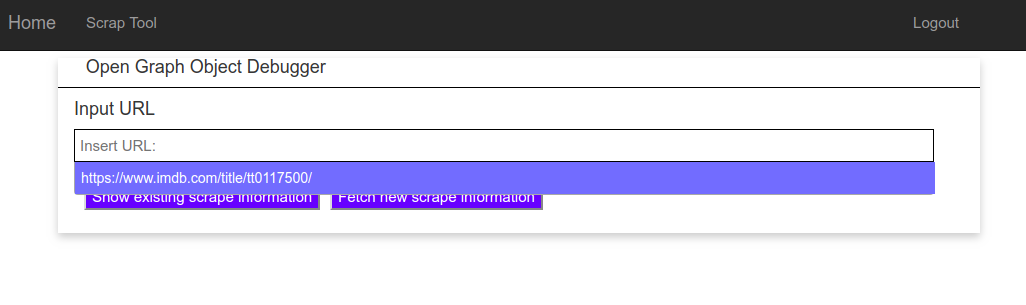 Home Scrap Tool Logout
Open Graph Object Debugger
Input URL
Insert URL:
https://www.imdb.com/title/tt0117500/
Show existing scrape information Fetch new scrape information